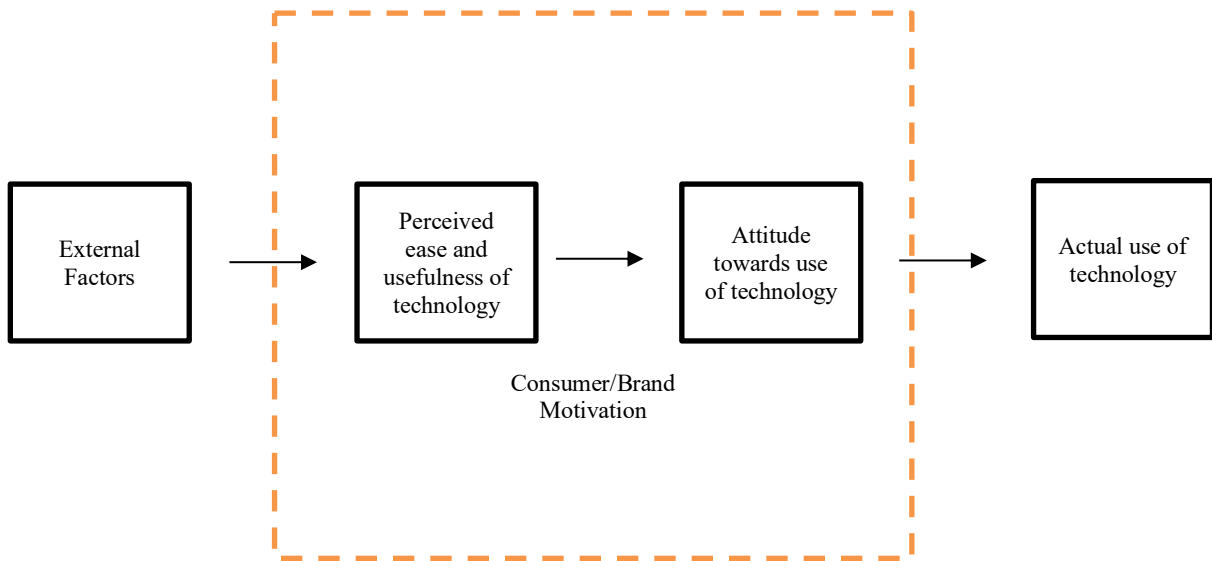 External
Factors
Perceived
ease and
usefulness of
technology
Attitude
towards use
of technology
Actual use of
technology
Consumer/Brand
Motivation